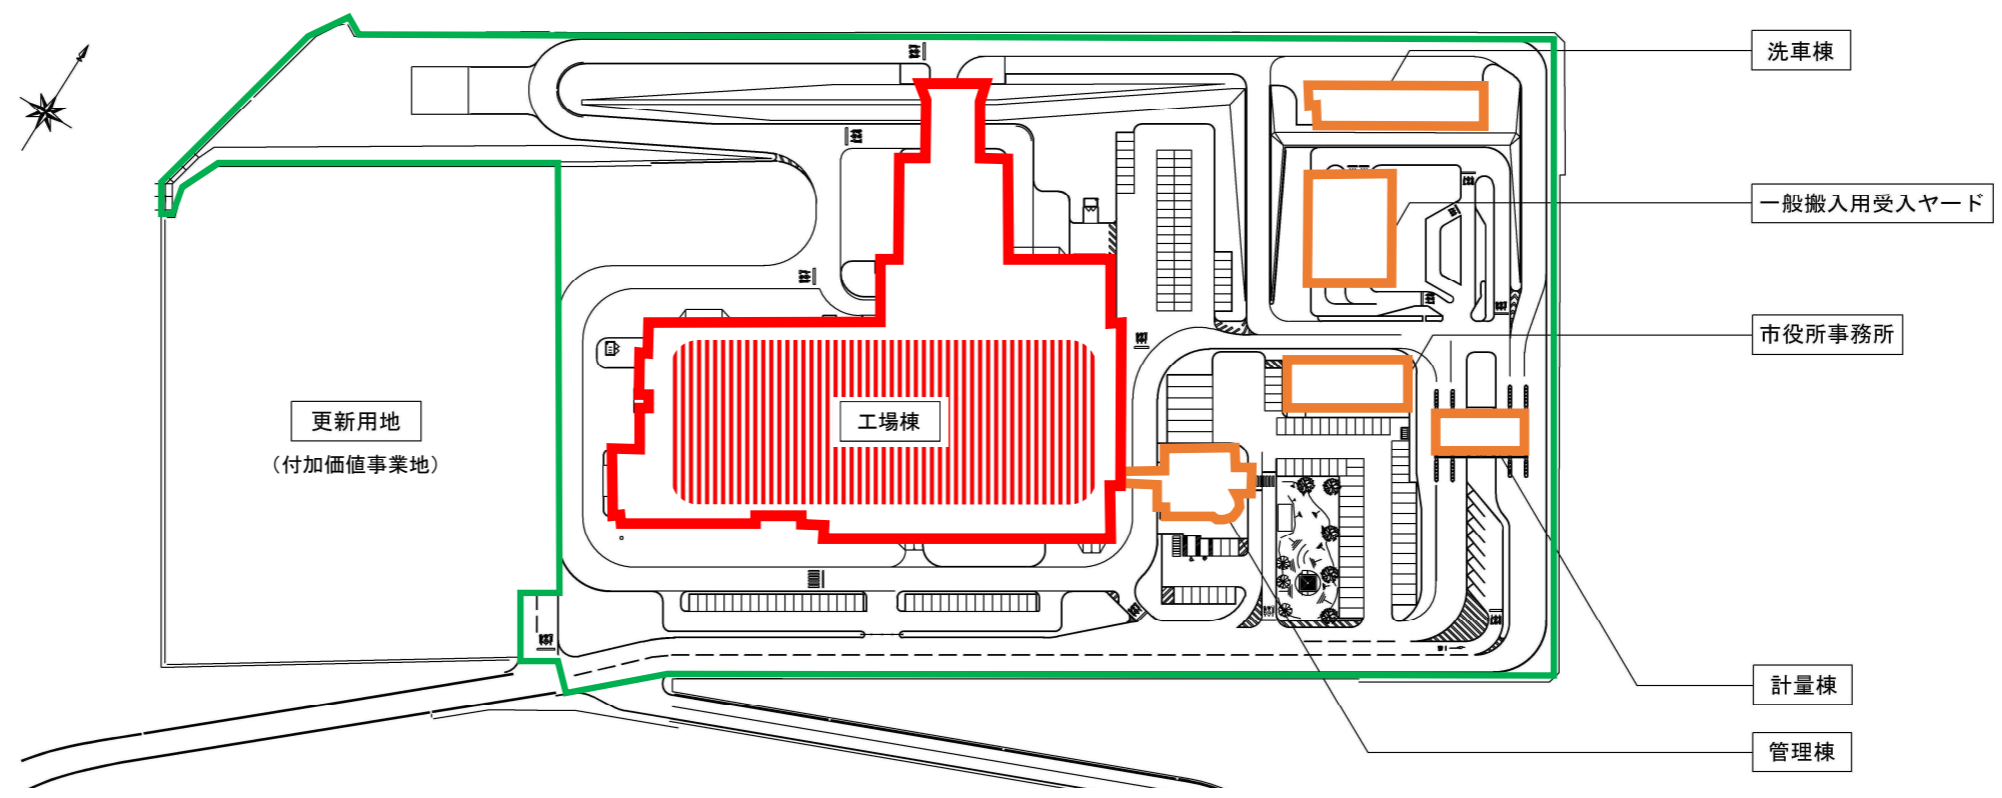 洗車棟
一般搬入用受入ヤード
市役所事務所
更新用地
（付加価値事業地）
工場棟
計量棟
管理棟